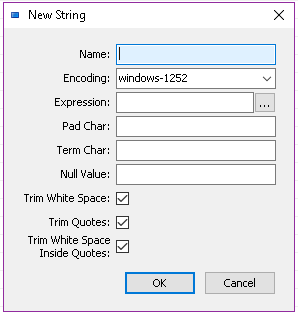 New String
Name:
Encoding: windows-1252
Expression: ...
Pad Char:
Term Char:
Null Value:
Trim White Space:
Trim Quotes:
Trim White Space
Inside Quotes:
OK Cancel